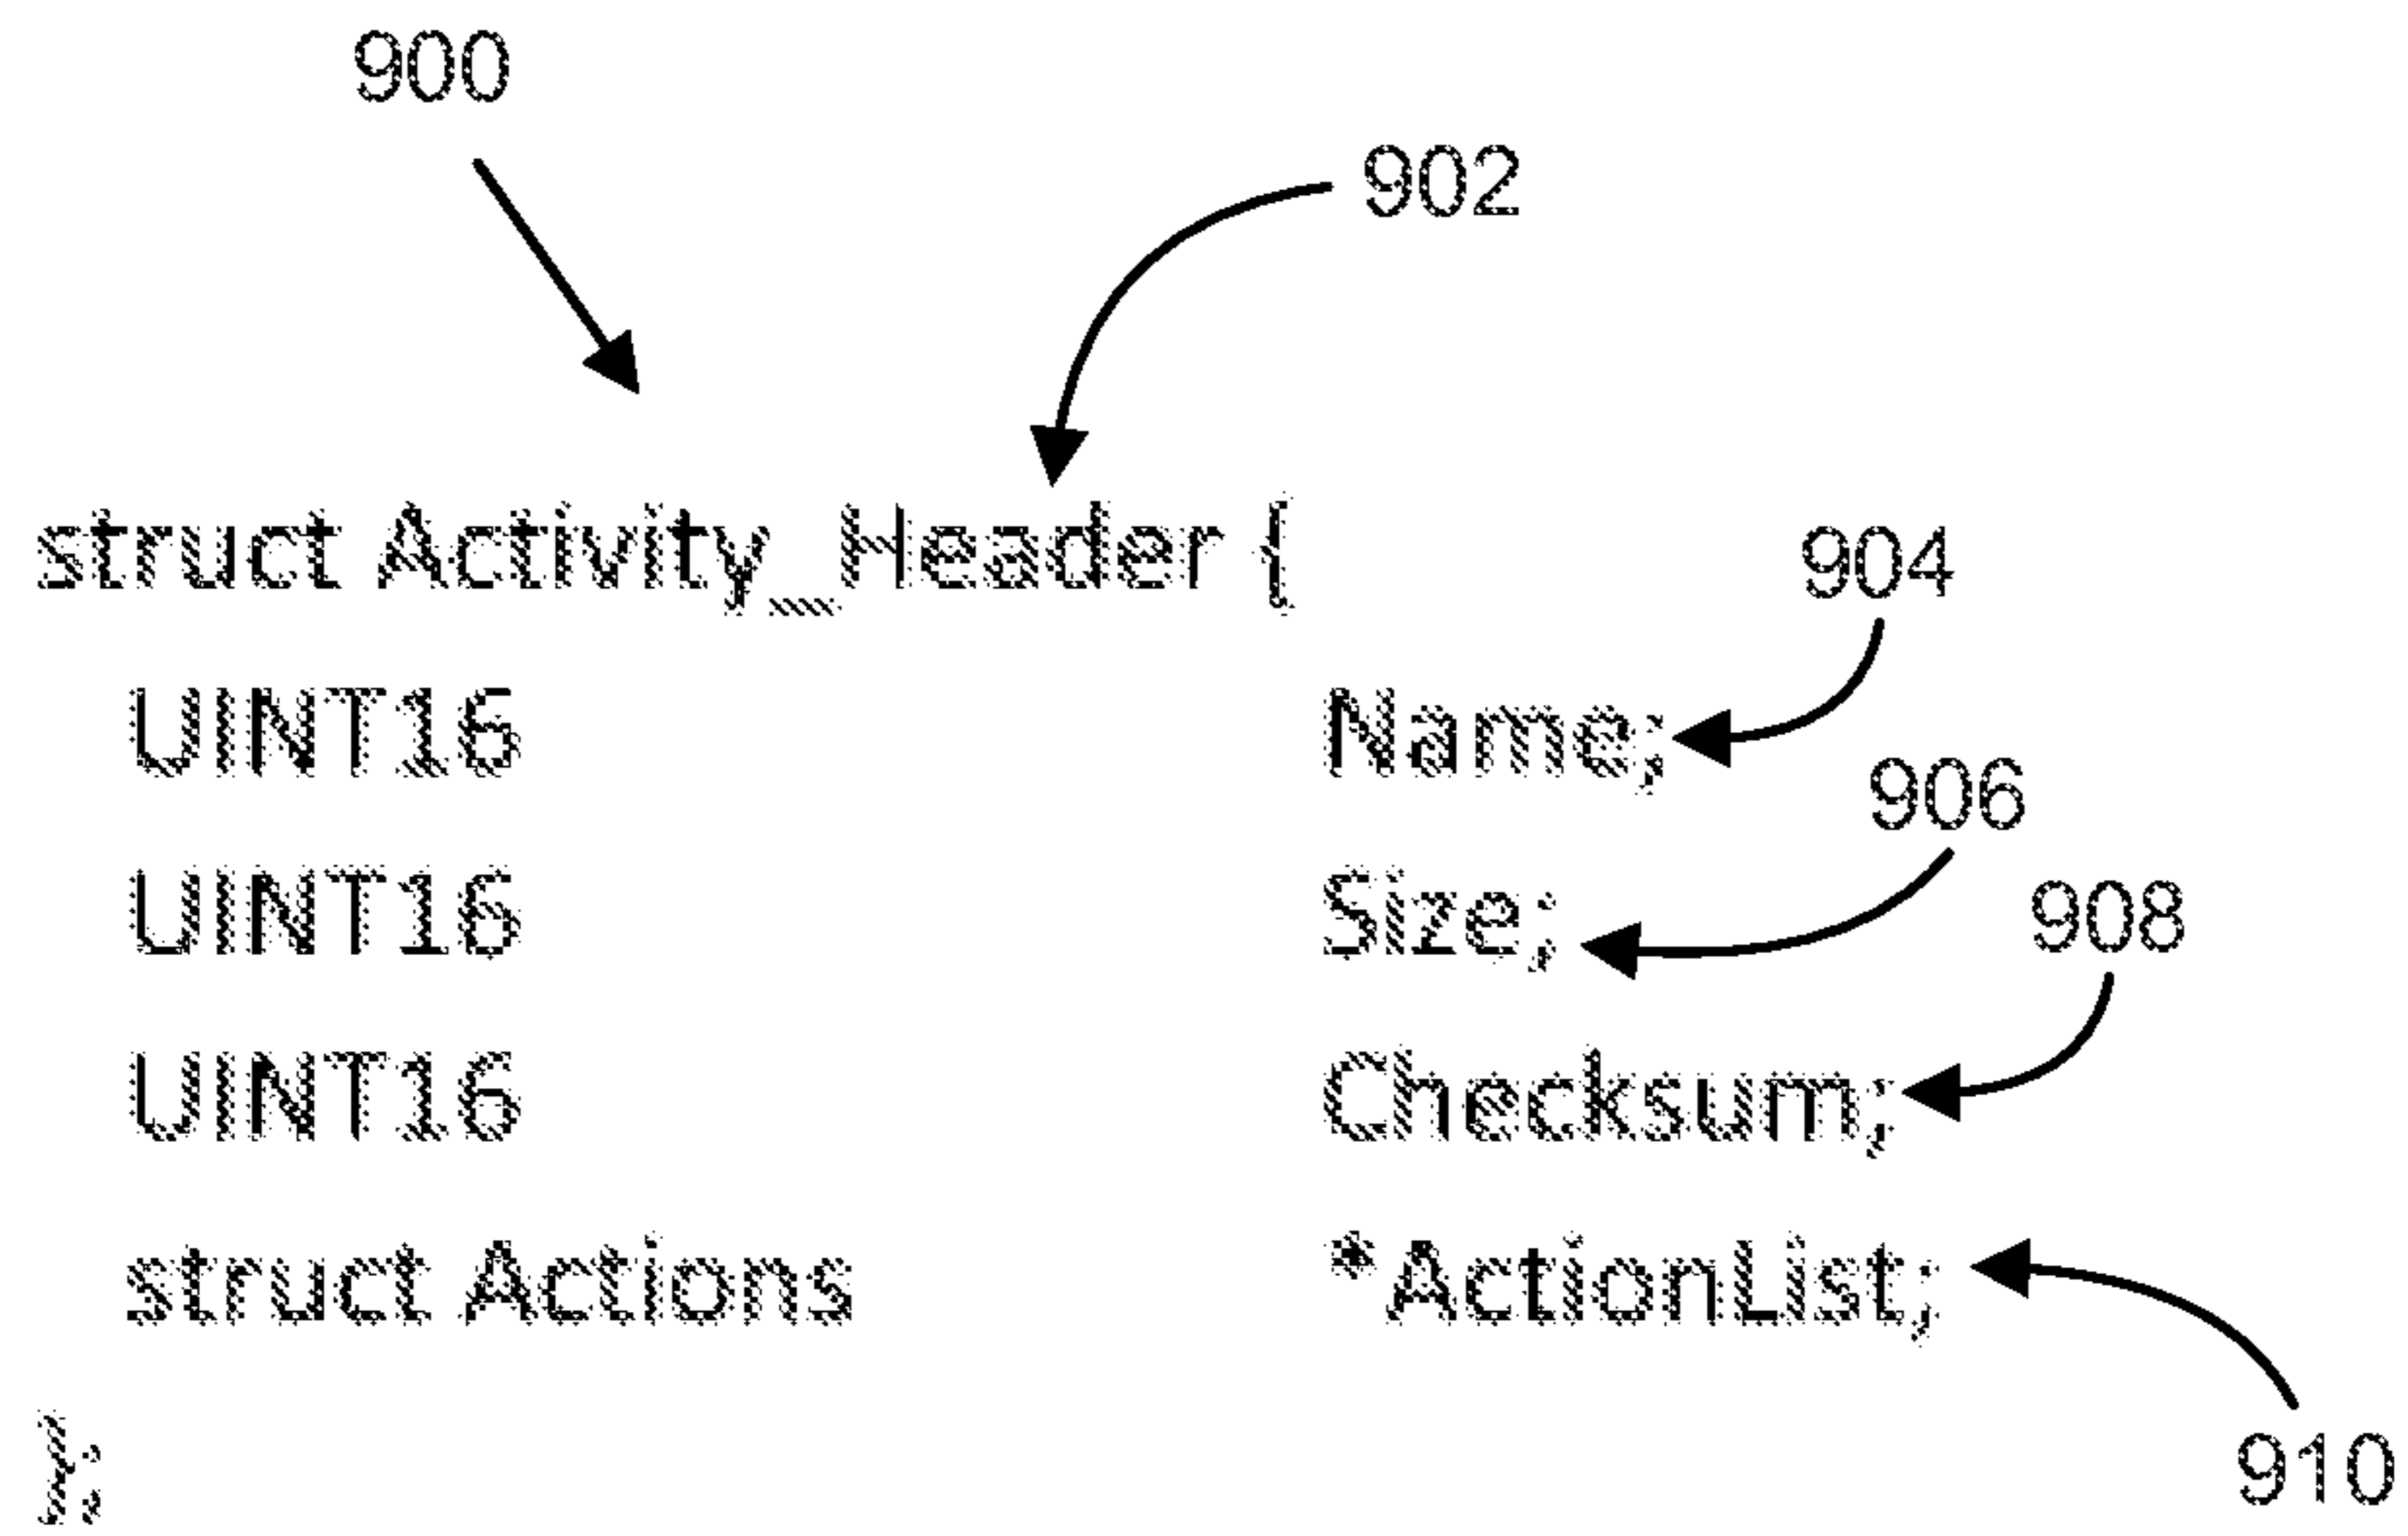 900
902
struct Activity_Header {
904
UINT16 Name;
906
UINT16 Size;
908
UINT16 Checksum;
struct Actions *ActionList;
};
910